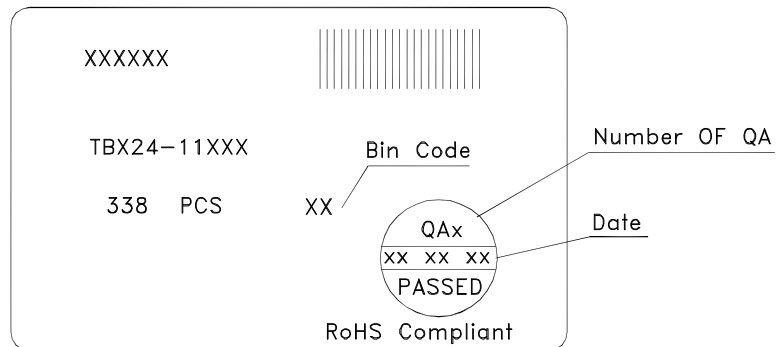 XXXXXX
TBX24-11XXX
Bin Code
Number OF QA
338 PCS
XX
QAx
Date
XX XX XX
PASSED
RoHS Compliant